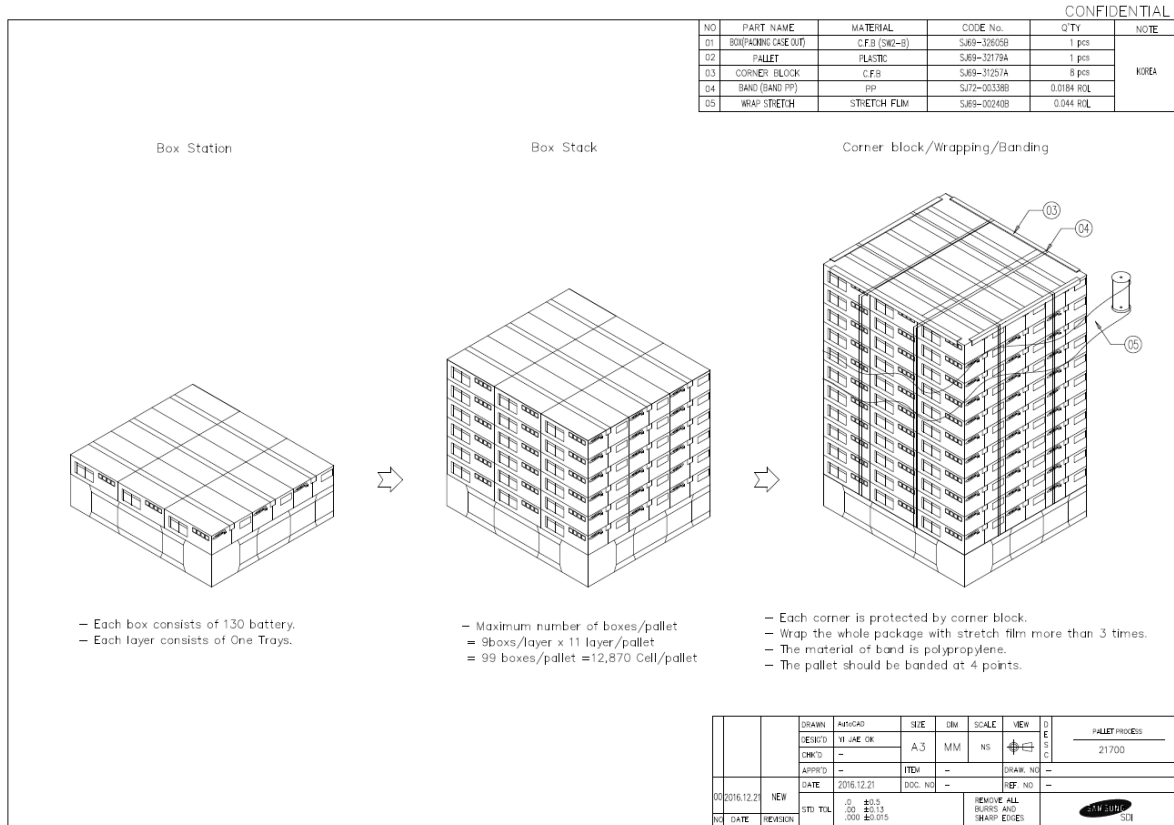 CONFIDENTIAL
NO PART NAME MATERIAL CODE No. Q'TY NOTE
01 BOX(PACKING CASE OUT) C.F.B (SW2-B) SJ69-32605B 1 pcs
02 PALLET PLASTIC SJ69-32179A 1 pcs
03 CORNER BLOCK C.F.B SJ69-31257A 8 pcs KOREA
04 BAND (BAND PP) PP SJ72-00338B 0.0184 ROL
05 WRAP STRETCH STRETCH FLIM SJ69-00240B 0.044 ROL
Box Station
Box Stack
Corner block/Wrapping/Banding
03
04
05
- Each box consists of 130 battery.
- Each layer consists of One Trays.
- Maximum number of boxes/pallet
= 9boxs/layer x 11 layer/pallet
= 99 boxes/pallet =12,870 Cell/pallet
- Each corner is protected by corner block.
- Wrap the whole package with stretch film more than 3 times.
- The material of band is polypropylene.
- The pallet should be banded at 4 points.
DRAWN AutoCAD SIZE DIM SCALE VIEW DESC PALLET PROCESS
DESIG'D YI JAE OK A3 MM NS 21700
CHK'D -
APPR'D - ITEM - DRAW. NO -
00 2016.12.21 NEW DATE 2016.12.21 DOC. NO - REF. NO -
STD TOL .0 ±0.5 REMOVE ALL
.00 ±0.13 BURRS AND
.000 ±0.015 SHARP EDGES
SAMSUNG SDI
NO DATE REVISION